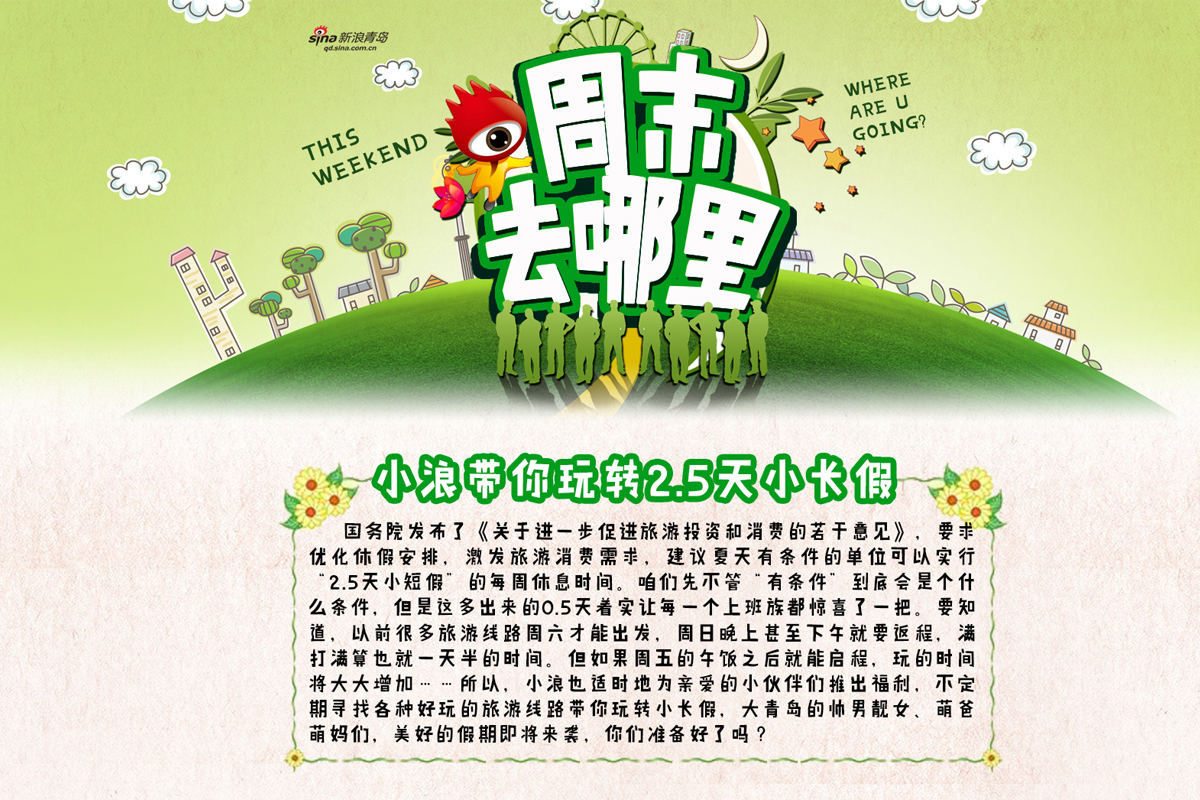 sina新浪青岛
qd.sina.com.cn
THIS
WEEKEND
周末
去哪里
WHERE
ARE U
GOING?
小浪带你玩转2.5天小长假
国务院发布了《关于进一步促进旅游投资和消费的若干意见》，要求
优化休假安排，激发旅游消费需求，建议夏天有条件的单位可以实行
“2.5天小短假”的每周休息时间。咱们先不管“有条件”到底会是个什
么条件，但是这多出来的0.5天着实让每一个上班族都惊喜了一把。要知
道，以前很多旅游线路周六才能出发，周日晚上甚至下午就要返程，满
打满算也就一天半的时间。但如果周五的午饭之后就能启程，玩的时间
将大大增加……所以，小浪也适时地为亲爱的小伙伴们推出福利，不定
期寻找各种好玩的旅游线路带你玩转小长假，大青岛的帅男靓女、萌爸
萌妈们，美好的假期即将来袭，你们准备好了吗？